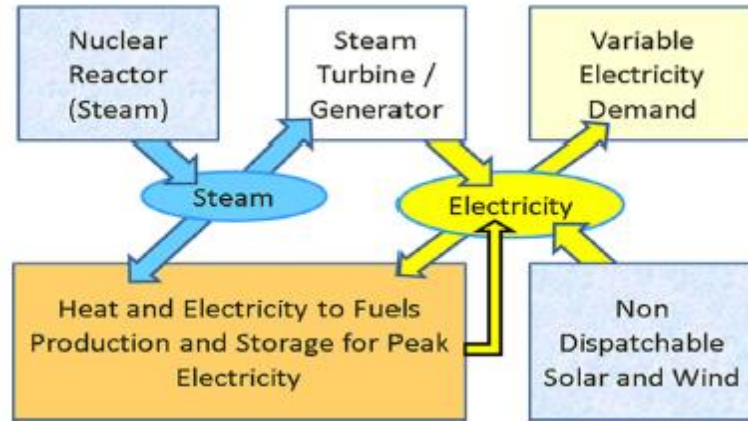 Nuclear
Reactor
(Steam)
Steam
Turbine /
Generator
Variable
Electricity
Demand
Steam
Electricity
Heat and Electricity to Fuels
Production and Storage for Peak
Electricity
Non
Dispatchable
Solar and Wind